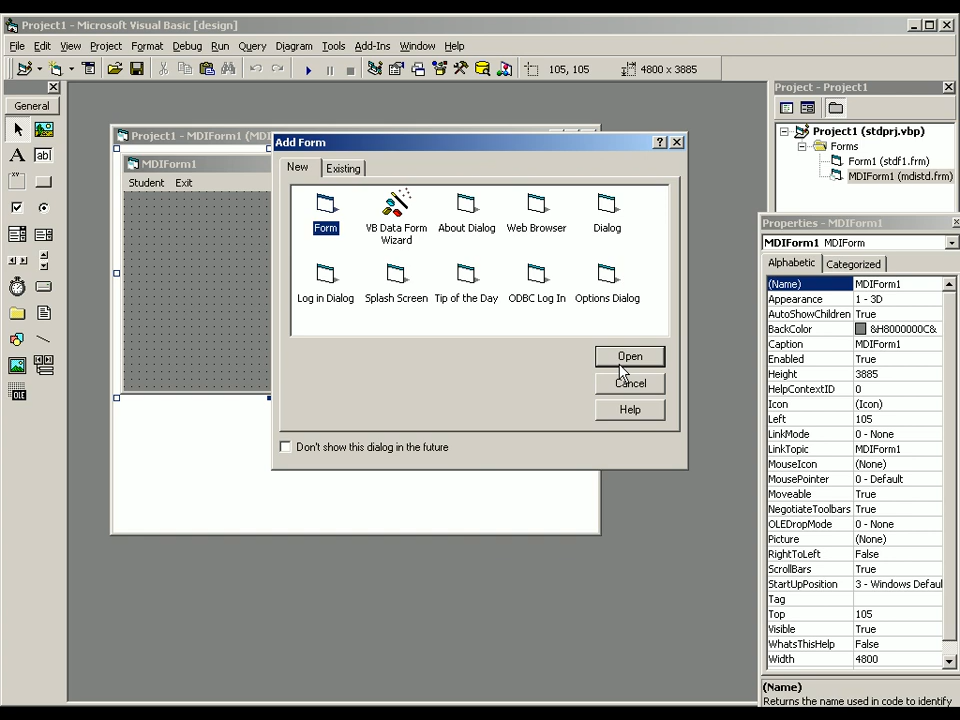 Project1 - Microsoft Visual Basic [design]
File Edit View Project Format Debug Run Query Diagram Tools Add-Ins Window Help
105, 105 4800 x 3885
General
A ab|
XY
OLE
Project1 - MDIForm1 (MDI
MDIForm1
Student Exit
Add Form
New Existing
Form VB Data Form Wizard About Dialog Web Browser Dialog
Log in Dialog Splash Screen Tip of the Day ODBC Log In Options Dialog
Open
Cancel
Help
Don't show this dialog in the future
Project - Project1
Project1 (stdprj.vbp)
Forms
Form1 (stdf1.frm)
MDIForm1 (mdistd.frm)
Properties - MDIForm1
MDIForm1 MDIForm
Alphabetic Categorized
(Name) MDIForm1
Appearance 1 - 3D
AutoShowChildren True
BackColor &H8000000C&
Caption MDIForm1
Enabled True
Height 3885
HelpContextID 0
Icon (Icon)
Left 105
LinkMode 0 - None
LinkTopic MDIForm1
MouseIcon (None)
MousePointer 0 - Default
Moveable True
NegotiateToolbars True
OLEDropMode 0 - None
Picture (None)
RightToLeft False
ScrollBars True
StartUpPosition 3 - Windows Defaul
Tag
Top 105
Visible True
WhatsThisHelp False
Width 4800
(Name)
Returns the name used in code to identify